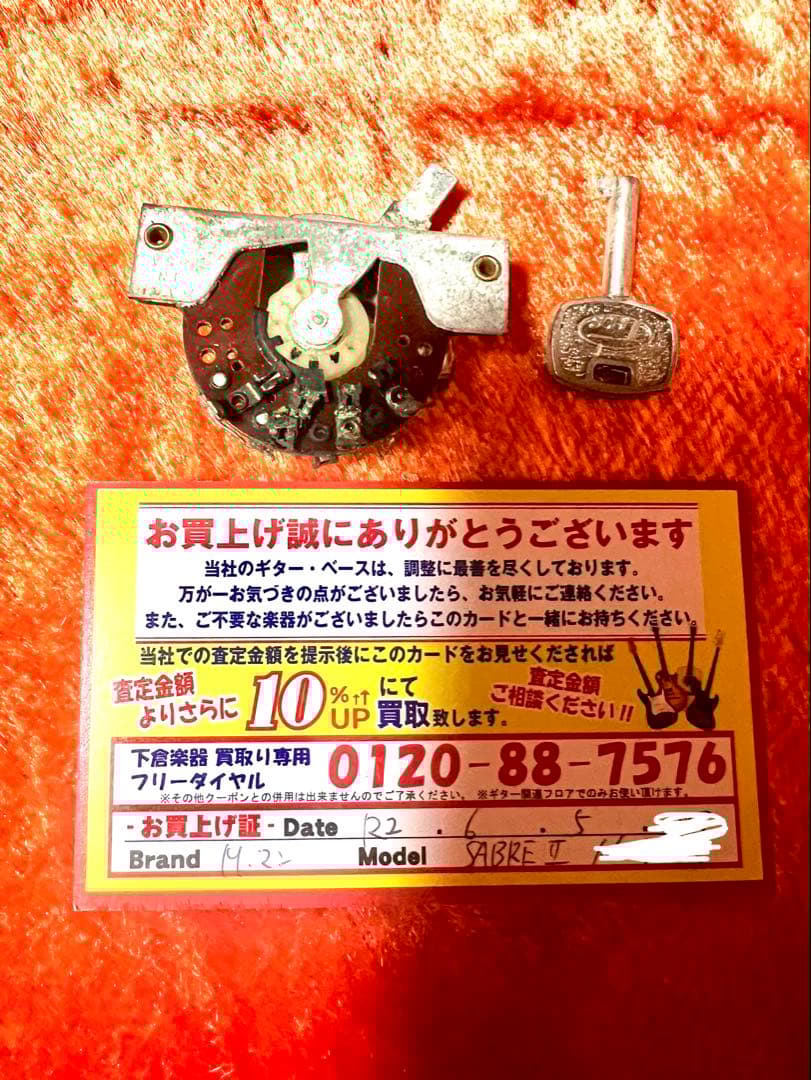 お買上げ誠にありがとうございます
当社のギター・ベースは、調整に最善を尽くしております。
万が一お気づきの点がございましたら、お気軽にご連絡ください。
また、ご不要な楽器がございましたらこのカードと一緒にお持ちください。
当社での査定金額を提示後にこのカードをお見せくだされば
査定金額
よりさらに 10%↑↑UP にて買取致します。
査定金額
ご相談ください!!
下倉楽器 買取り専用
フリーダイヤル
0120-88-7576
※その他クーポンとの併用は出来ませんのでご了承ください。 ※ギター関連フロアでのみお使い頂けます。
- お買上げ証 - Date R2 . 6 . 5 .
Brand M.マン Model SABRE II